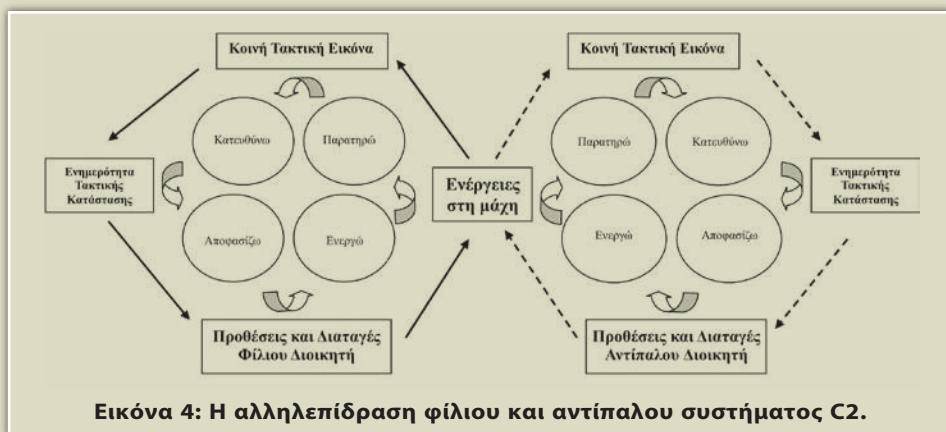 Κοινή Τακτική Εικόνα
Κατευθύνω
Παρατηρώ
Ενημερότητα
Τακτικής
Κατάστασης
Αποφασίζω
Ενεργώ
Προθέσεις και Διαταγές
Φίλιου Διοικητή
Ενέργειες
στη μάχη
Κοινή Τακτική Εικόνα
Παρατηρώ
Κατευθύνω
Ενημερότητα
Τακτικής
Κατάστασης
Ενεργώ
Αποφασίζω
Προθέσεις και Διαταγές
Αντίπαλου Διοικητή
Εικόνα 4: Η αλληλεπίδραση φίλιου και αντίπαλου συστήματος C2.